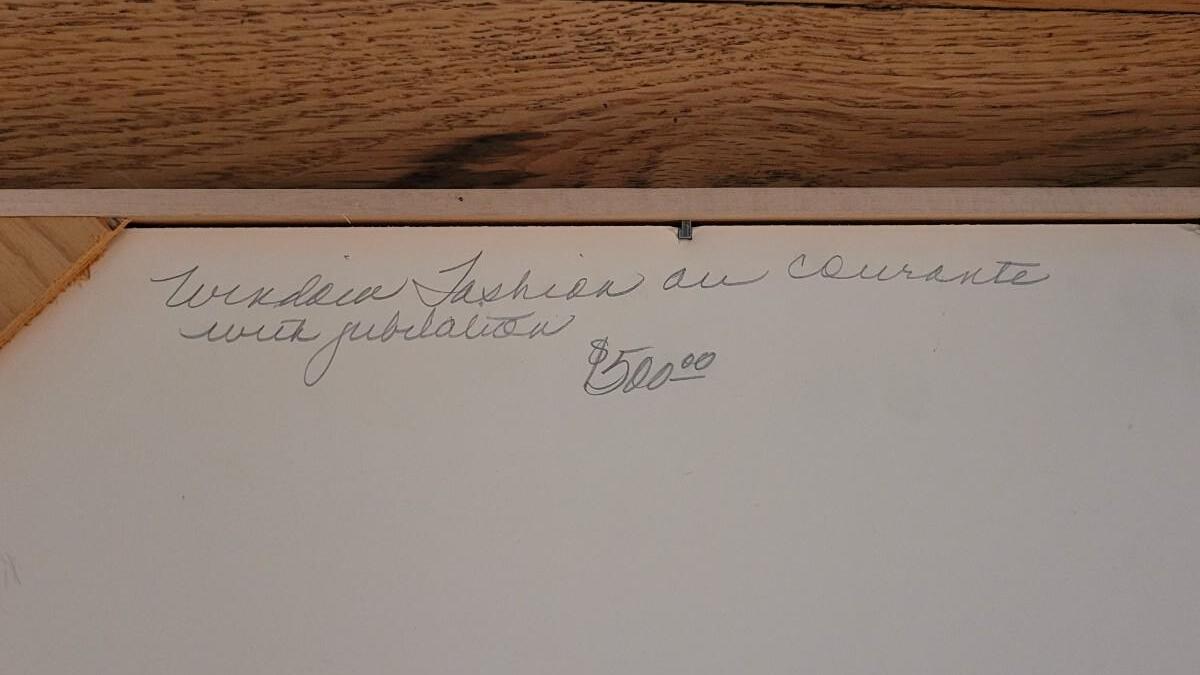 Window Fashion au courante
with jubilation
$500.00